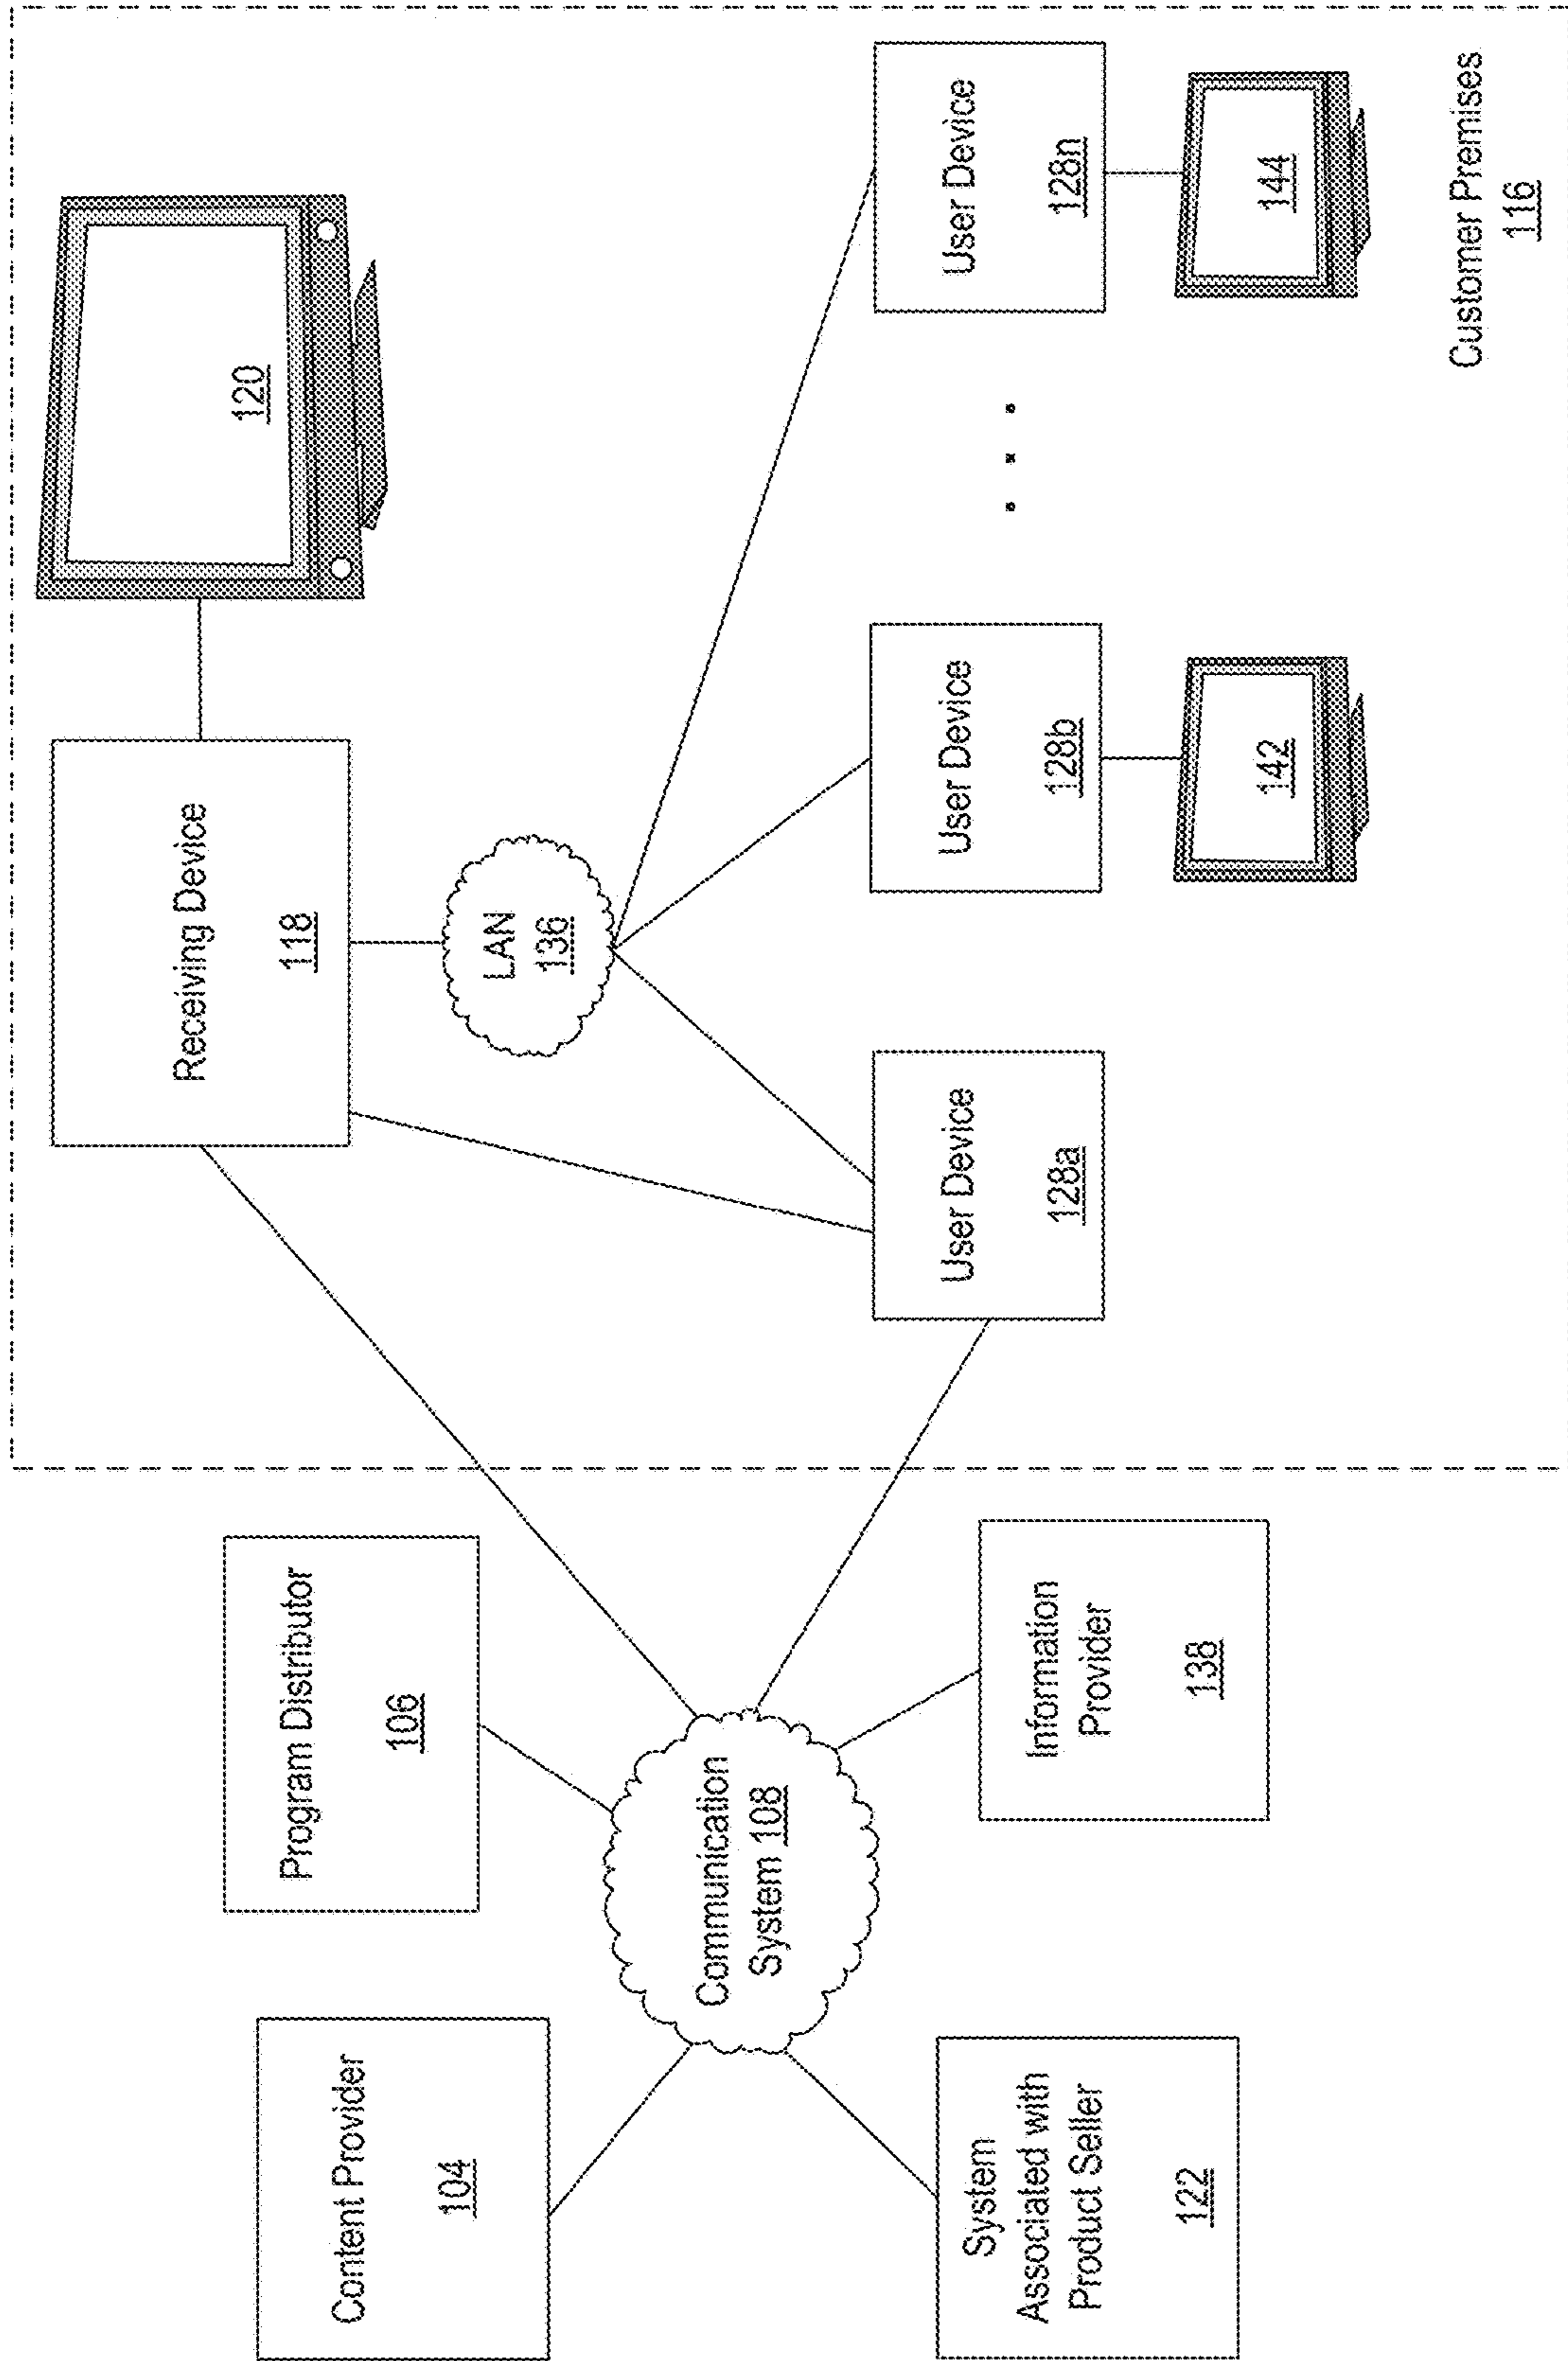 Content Provider
104
Program Distributor
106
Communication
System 108
System
Associated with
Product Seller
122
Information
Provider
138
Receiving Device
118
120
LAN
136
User Device
128a
User Device
128b
User Device
128n
142
144
Customer Premises
116